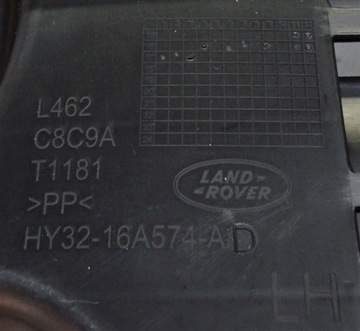 L462
C8C9A
T1181
>PP<
LAND-
-ROVER
HY32-16A574-AD
LH